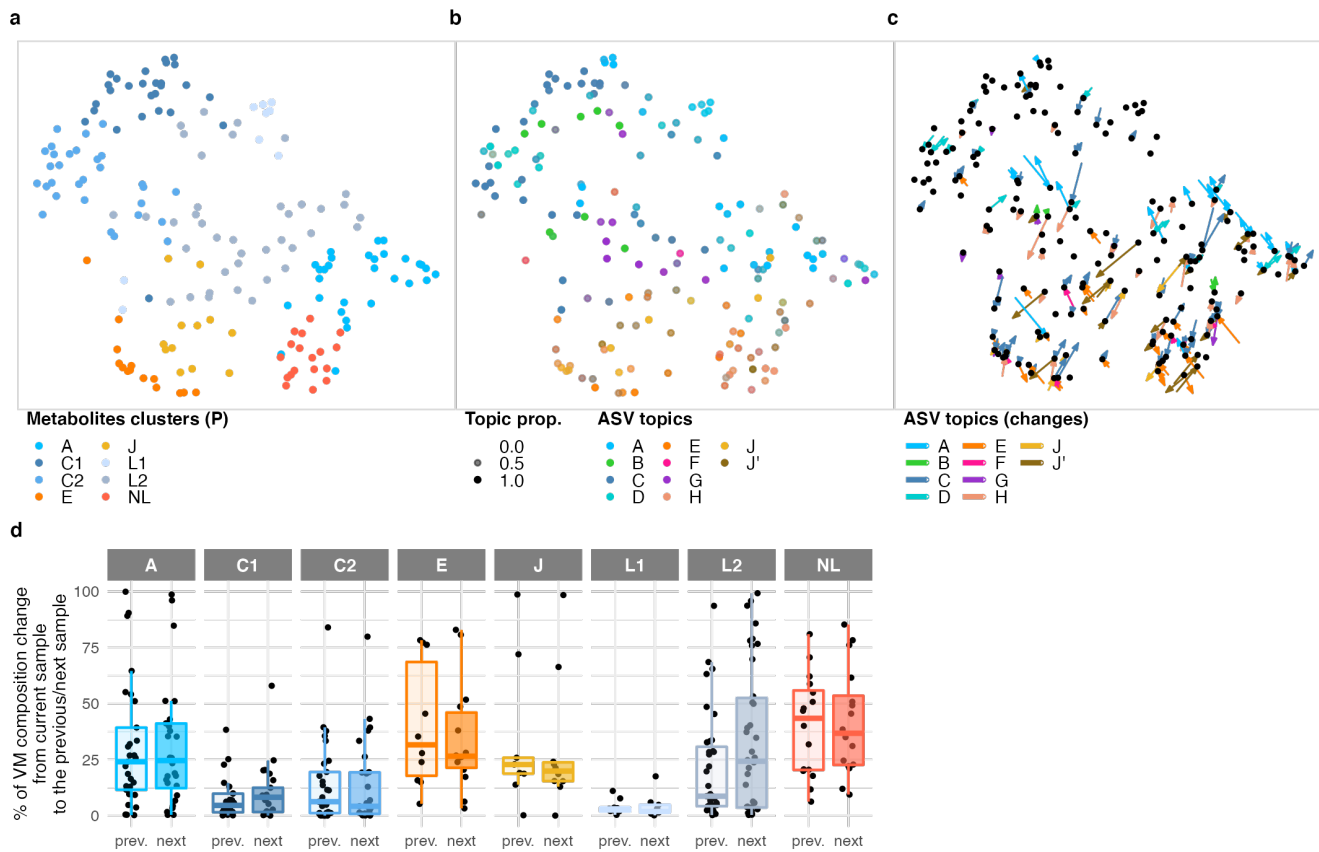 a
b
c
Metabolites clusters (P)
A J
C1 L1
C2 L2
E NL
Topic prop.
0.0
0.5
1.0
ASV topics
A E J
B F J'
C G
D H
ASV topics (changes)
A E J
B F J'
C G
D H
d
A C1 C2 E J L1 L2 NL
% of VM composition change
from current sample
to the previous/next sample
100
75
50
25
0
prev. next prev. next prev. next prev. next prev. next prev. next prev. next prev. next